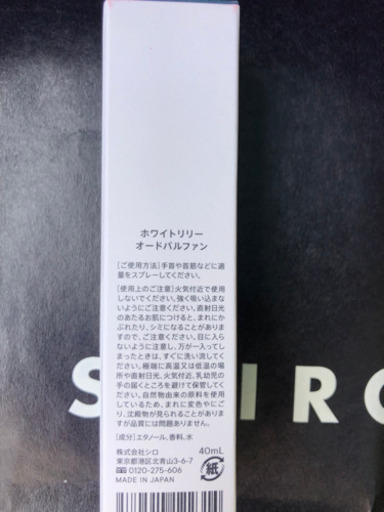 ホワイトリリー
オードパルファン
[ご使用方法]手首や首筋などに適
量をスプレーしてください。
[使用上のご注意]火気付近で使用
しないでください。強く吸い込まな
いようにご注意ください。直射日光
のあたるお肌につけると、まれにか
ぶれたり、シミになることがありま
すので、ご注意ください。目に入ら
ないように注意し、万が一入ってし
まったときは、すぐに洗い流してく
ださい。極端に高温又は低温の場
所や直射日光、火気付近、乳幼児の
手の届くところを避けて保管してく
ださい。自然物由来の原料を使用
しているため、まれに変色やにご
り、沈殿物が見られることがありま
すが品質には問題ありません。
[成分]エタノール、香料、水
株式会社シロ 40mL
東京都港区北青山3-6-7
0120-275-606 紙
MADE IN JAPAN
S IRO